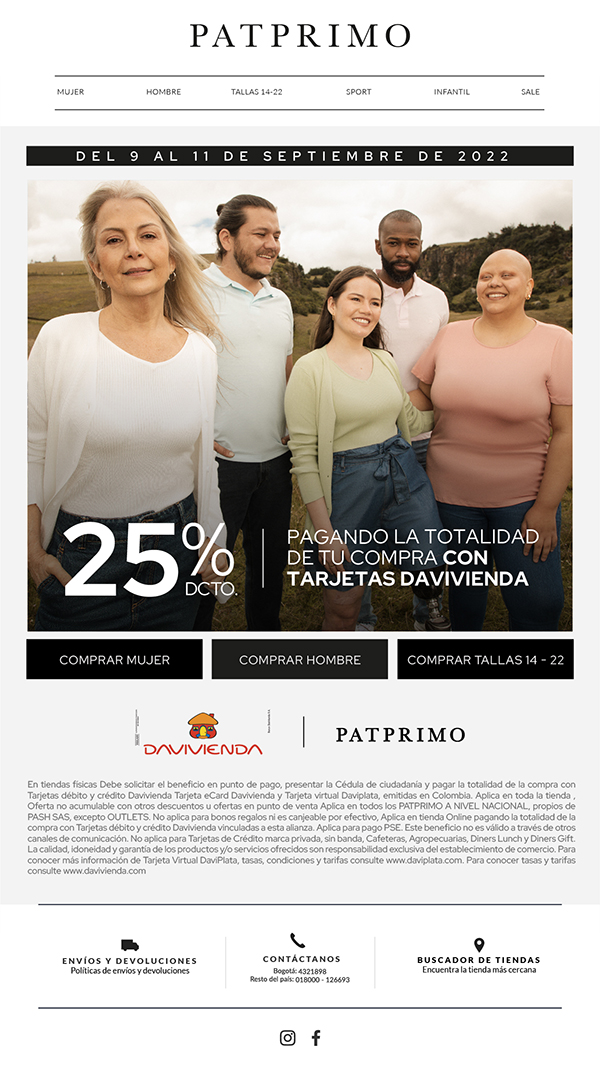 PATPRIMO
MUJER HOMBRE TALLAS 14-22 SPORT INFANTIL SALE
DEL 9 AL 11 DE SEPTIEMBRE DE 2022
25% DCTO.
PAGANDO LA TOTALIDAD
DE TU COMPRA CON
TARJETAS DAVIVIENDA
COMPRAR MUJER COMPRAR HOMBRE COMPRAR TALLAS 14 - 22
DAVIVIENDA PATPRIMO
En tiendas físicas Debe solicitar el beneficio en punto de pago, presentar la Cédula de ciudadanía y pagar la totalidad de la compra con
Tarjetas débito y crédito Davivienda Tarjeta eCard Davivienda y Tarjeta virtual Daviplata, emitidas en Colombia. Aplica en toda la tienda ,
Oferta no acumulable con otros descuentos u ofertas en punto de venta Aplica en todos los PATPRIMO A NIVEL NACIONAL, propios de
PASH SAS, excepto OUTLETS. No aplica para bonos regalos ni es canjeable por efectivo, Aplica en tienda Online pagando la totalidad de la
compra con Tarjetas débito y crédito Davivienda vinculadas a esta alianza. Aplica para pago PSE. Este beneficio no es válido a través de otros
canales de comunicación. No aplica para Tarjetas de Crédito marca privada, sin banda, Cafeteras, Agropecuarias, Diners Lunch y Diners Gift.
La calidad, idoneidad y garantía de los productos y/o servicios ofrecidos son responsabilidad exclusiva del establecimiento de comercio. Para
conocer más información de Tarjeta Virtual DaviPlata, tasas, condiciones y tarifas consulte www.daviplata.com. Para conocer tasas y tarifas
consulte www.davivienda.com
ENVÍOS Y DEVOLUCIONES
Políticas de envíos y devoluciones
CONTÁCTANOS
Bogotá: 4321898
Resto del país: 018000 - 126693
BUSCADOR DE TIENDAS
Encuentra la tienda más cercana